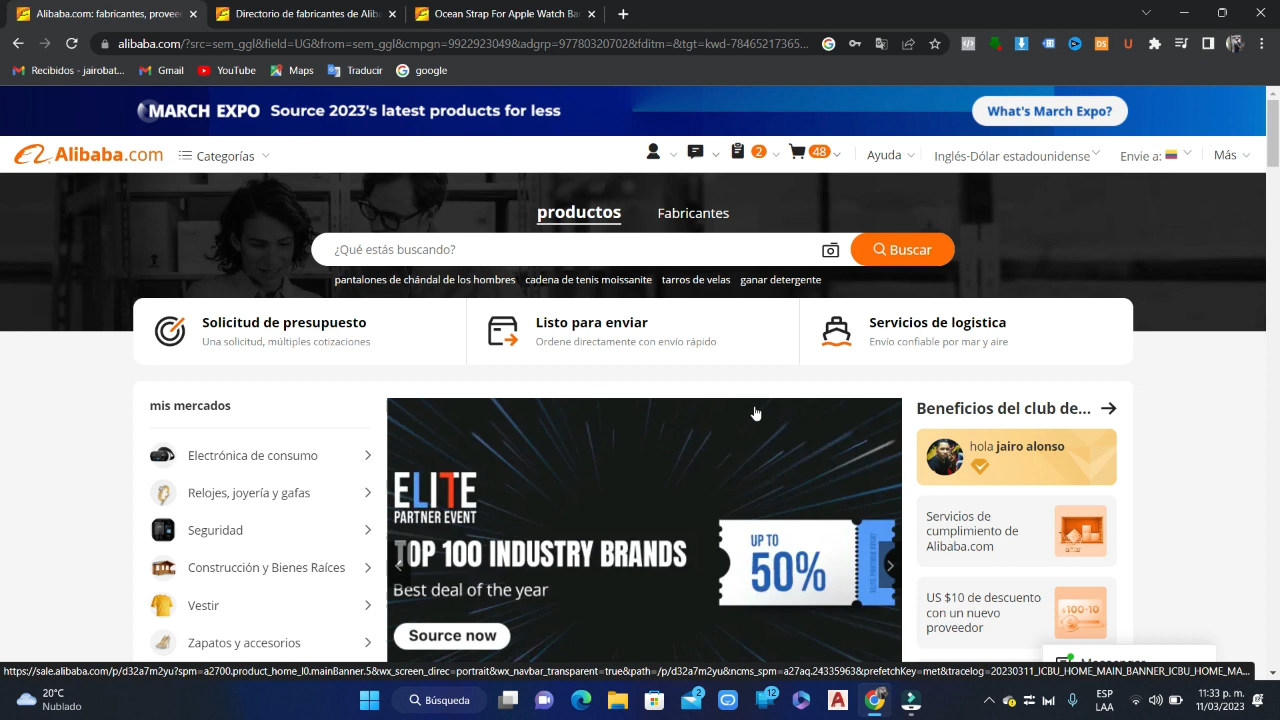 Alibaba.com: fabricantes, provee
Directorio de fabricantes de Alib
Ocean Strap For Apple Watch Ba
alibaba.com/?src=sem_ggl&field=UG&from=sem_ggl&cmpgn=9922923049&adgrp=97780320702&fditm=&tgt=kwd-78465217365...
Recibidos - jairobat...
Gmail
YouTube
Maps
Traducir
google
MARCH EXPO Source 2023's latest products for less
What's March Expo?
Alibaba.com
Categorías
2
48
Ayuda
Inglés-Dólar estadounidense
Envie a:
Más
productos
Fabricantes
¿Qué estás buscando?
Buscar
pantalones de chándal de los hombres cadena de tenis moissanite tarros de velas ganar detergente
Solicitud de presupuesto
Una solicitud, múltiples cotizaciones
Listo para enviar
Ordene directamente con envío rápido
Servicios de logistica
Envío confiable por mar y aire
mis mercados
Electrónica de consumo
Relojes, joyería y gafas
Seguridad
Construcción y Bienes Raíces
Vestir
Zapatos y accesorios
ELITE
PARTNER EVENT
TOP 100 INDUSTRY BRANDS
Best deal of the year
Source now
UP TO
50%
Beneficios del club de...
hola jairo alonso
Servicios de
cumplimiento de
Alibaba.com
US $10 de descuento
con un nuevo
proveedor
$100-10
https://sale.alibaba.com/p/d32a7m2yu?spm=a2700.product_home_l0.mainBanner.5&wx_screen_direc=portrait&wx_navbar_transparent=true&path=/p/d32a7m2yu&ncms_spm=a27aq.24335963&prefetchKey=met&tracelog=20230311_ICBU_HOME_MAIN_BANNER_ICBU_HOME_MA...
20°C
Nublado
Búsqueda
2
12
ESP
LAA
11:33 p. m.
11/03/2023